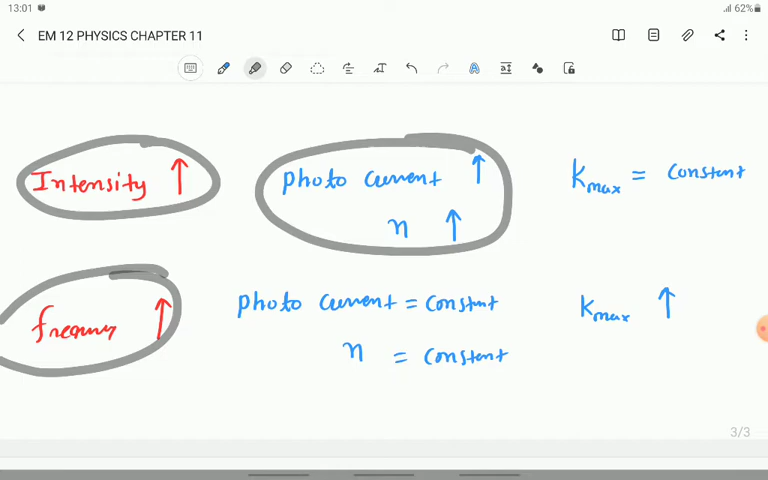 13:01
62%
EM 12 PHYSICS CHAPTER 11
Intensity ↑ photo current ↑ Kmax = constant
n ↑
frequny ↑ photo current = constant Kmax ↑
n = constant
3/3